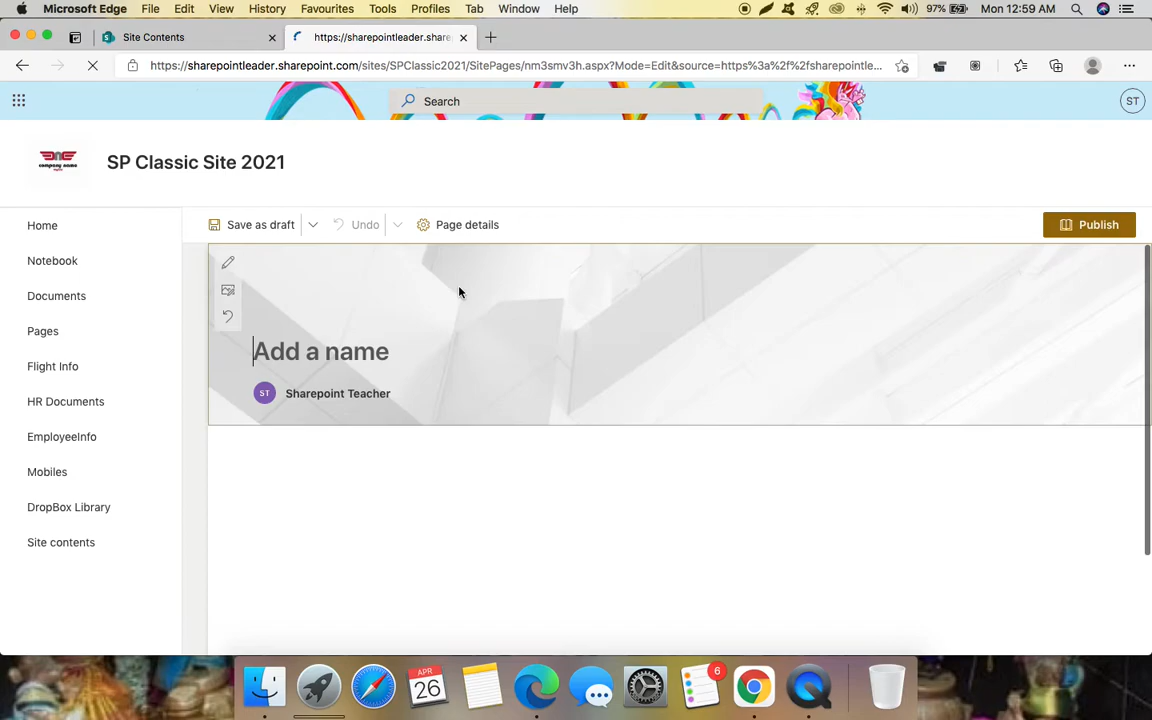 Microsoft Edge File Edit View History Favourites Tools Profiles Tab Window Help 97% Mon 12:59 AM
Site Contents https://sharepointleader.share
https://sharepointleader.sharepoint.com/sites/SPClassic2021/SitePages/nm3smv3h.aspx?Mode=Edit&source=https%3a%2f%2fsharepointle...
Search ST
company name
SP Classic Site 2021
Home
Notebook
Documents
Pages
Flight Info
HR Documents
EmployeeInfo
Mobiles
DropBox Library
Site contents
Save as draft Undo Page details Publish
Add a name
ST Sharepoint Teacher
APR
26
6